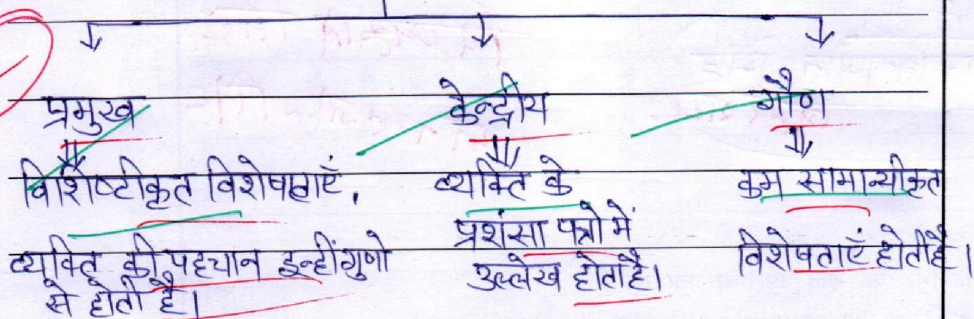 प्रमुख
विशिष्टीकृत विशेषताएँ,
व्यक्ति की पहचान इन्हीं गुणो
से होती है।
केन्द्रीय
व्यक्ति के
प्रशंसा पत्रो में
उल्लेख होता है।
गौण
कम सामान्यीकृत
विशेषताएँ होती है।